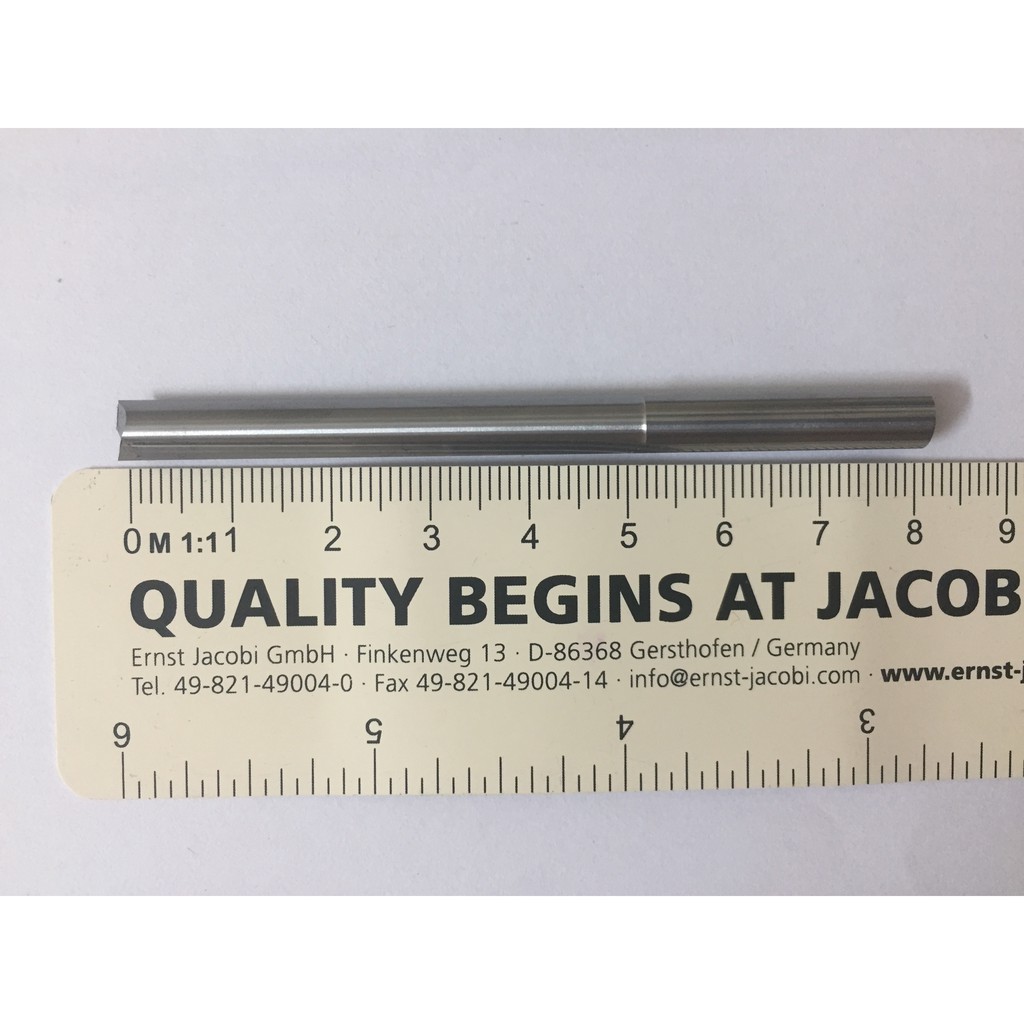 0 M 1:1 1 2 3 4 5 6 7 8 9
QUALITY BEGINS AT JACOB
Ernst Jacobi GmbH · Finkenweg 13 · D-86368 Gersthofen / Germany
Tel. 49-821-49004-0 · Fax 49-821-49004-14 · info@ernst-jacobi.com · www.ernst-j
6 5 4 3